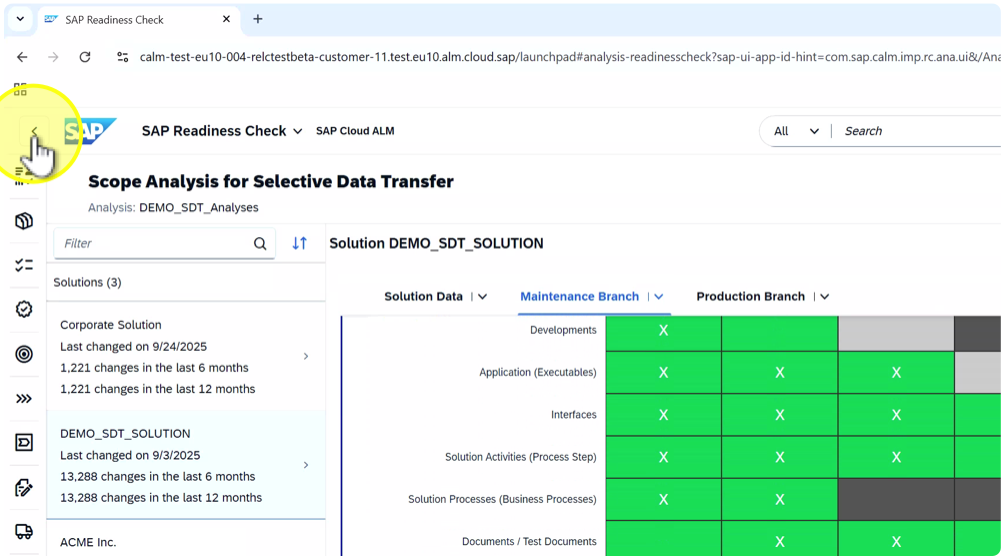 SAP Readiness Check
calm-test-eu10-004-relctestbeta-customer-11.test.eu10.alm.cloud.sap/launchpad#analysis-readinesscheck?sap-ui-app-id-hint=com.sap.calm.imp.rc.ana.ui&/Ana
SAP SAP Readiness Check SAP Cloud ALM All Search
Scope Analysis for Selective Data Transfer
Analysis: DEMO_SDT_Analyses
Filter
Solutions (3)
Corporate Solution
Last changed on 9/24/2025
1,221 changes in the last 6 months
1,221 changes in the last 12 months
DEMO_SDT_SOLUTION
Last changed on 9/3/2025
13,288 changes in the last 6 months
13,288 changes in the last 12 months
ACME Inc.
Solution DEMO_SDT_SOLUTION
Solution Data Maintenance Branch Production Branch
Developments X
Application (Executables) X X X
Interfaces X X X
Solution Activities (Process Step) X X X
Solution Processes (Business Processes) X X
Documents / Test Documents X X